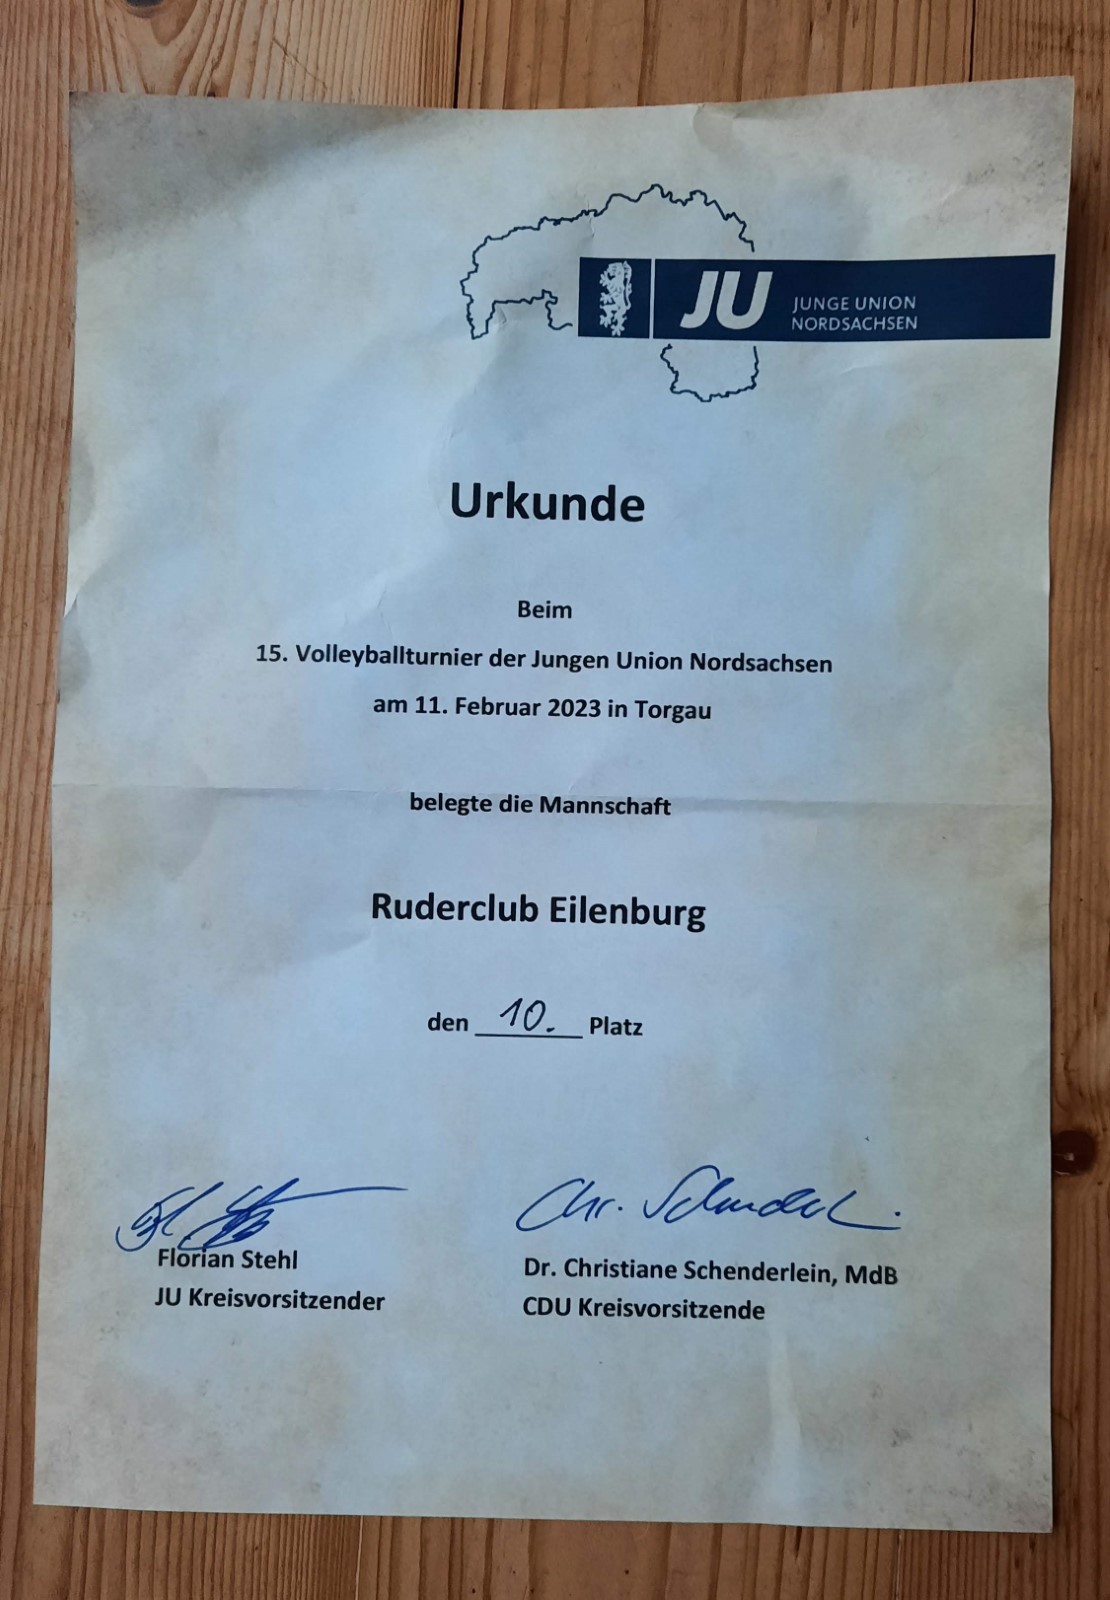 JU
JUNGE UNION
NORDSACHSEN
Urkunde
Beim
15. Volleyballturnier der Jungen Union Nordsachsen
am 11. Februar 2023 in Torgau
belegte die Mannschaft
Ruderclub Eilenburg
den 10. Platz
Chr.
Florian Stehl
JU Kreisvorsitzender
Dr. Christiane Schenderlein, MdB
CDU Kreisvorsitzende